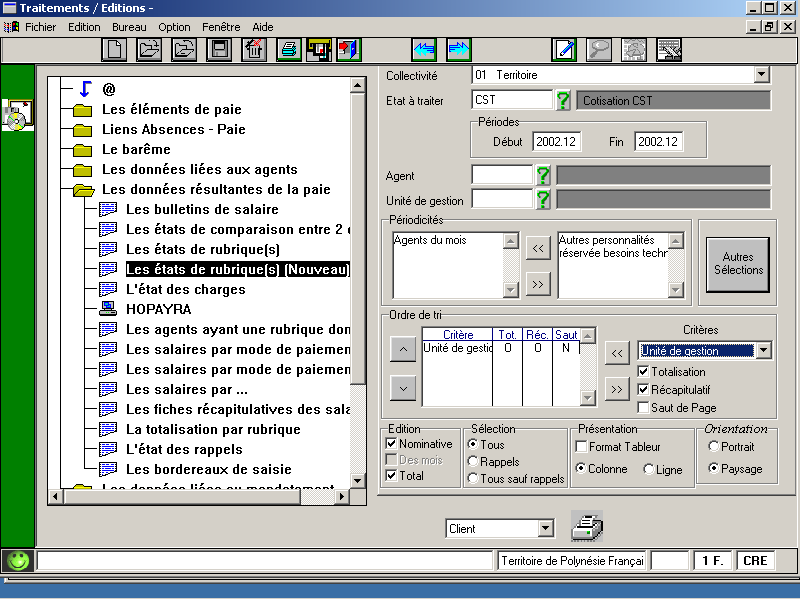 Traitements / Editions -
Fichier Edition Bureau Option Fenêtre Aide
@
Les éléments de paie
Liens Absences - Paie
Le barême
Les données liées aux agents
Les données résultantes de la paie
Les bulletins de salaire
Les états de comparaison entre 2
Les états de rubrique(s)
Les états de rubrique(s) (Nouveau)
L'état des charges
HOPAYRA
Les agents ayant une rubrique don
Les salaires par mode de paiemen
Les salaires par mode de paiemen
Les salaires par ...
Les fiches récapitulatives des sala
La totalisation par rubrique
L'état des rappels
Les bordereaux de saisie
Les données liées au mandatement
Collectivité 01 Territoire
Etat à traiter CST ? Cotisation CST
Périodes
Début 2002.12 Fin 2002.12
Agent ?
Unité de gestion ?
Périodicités
Agents du mois
<<
>>
Autres personnalités
réservée besoins techn
Autres
Sélections
Ordre de tri
Critère Tot. Réc. Saut
Unité de gestic O O N
<<
>>
Critères
Unité de gestion
Totalisation
Récapitulatif
Saut de Page
Edition
Nominative
Des mois
Total
Sélection
Tous
Rappels
Tous sauf rappels
Présentation
Format Tableur
Colonne Ligne
Orientation
Portrait
Paysage
Client
Territoire de Polynésie Françai 1 F. CRE